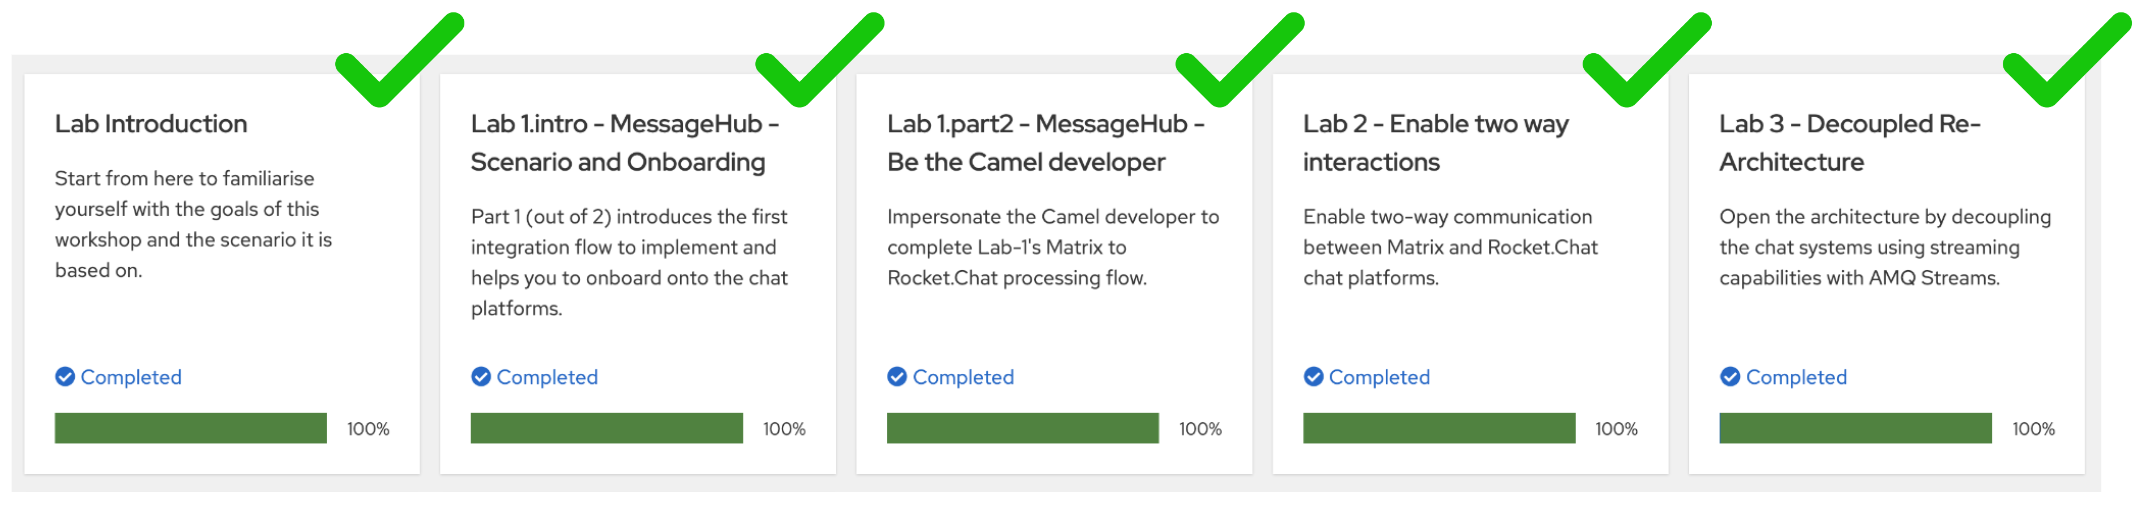 Lab Introduction
Start from here to familiarise
yourself with the goals of this
workshop and the scenario it is
based on.
Completed
100%
Lab 1.intro - MessageHub -
Scenario and Onboarding
Part 1 (out of 2) introduces the first
integration flow to implement and
helps you to onboard onto the chat
platforms.
Completed
100%
Lab 1.part2 - MessageHub -
Be the Camel developer
Impersonate the Camel developer to
complete Lab-1's Matrix to
Rocket.Chat processing flow.
Completed
100%
Lab 2 - Enable two way
interactions
Enable two-way communication
between Matrix and Rocket.Chat
chat platforms.
Completed
100%
Lab 3 - Decoupled Re-
Architecture
Open the architecture by decoupling
the chat systems using streaming
capabilities with AMQ Streams.
Completed
100%